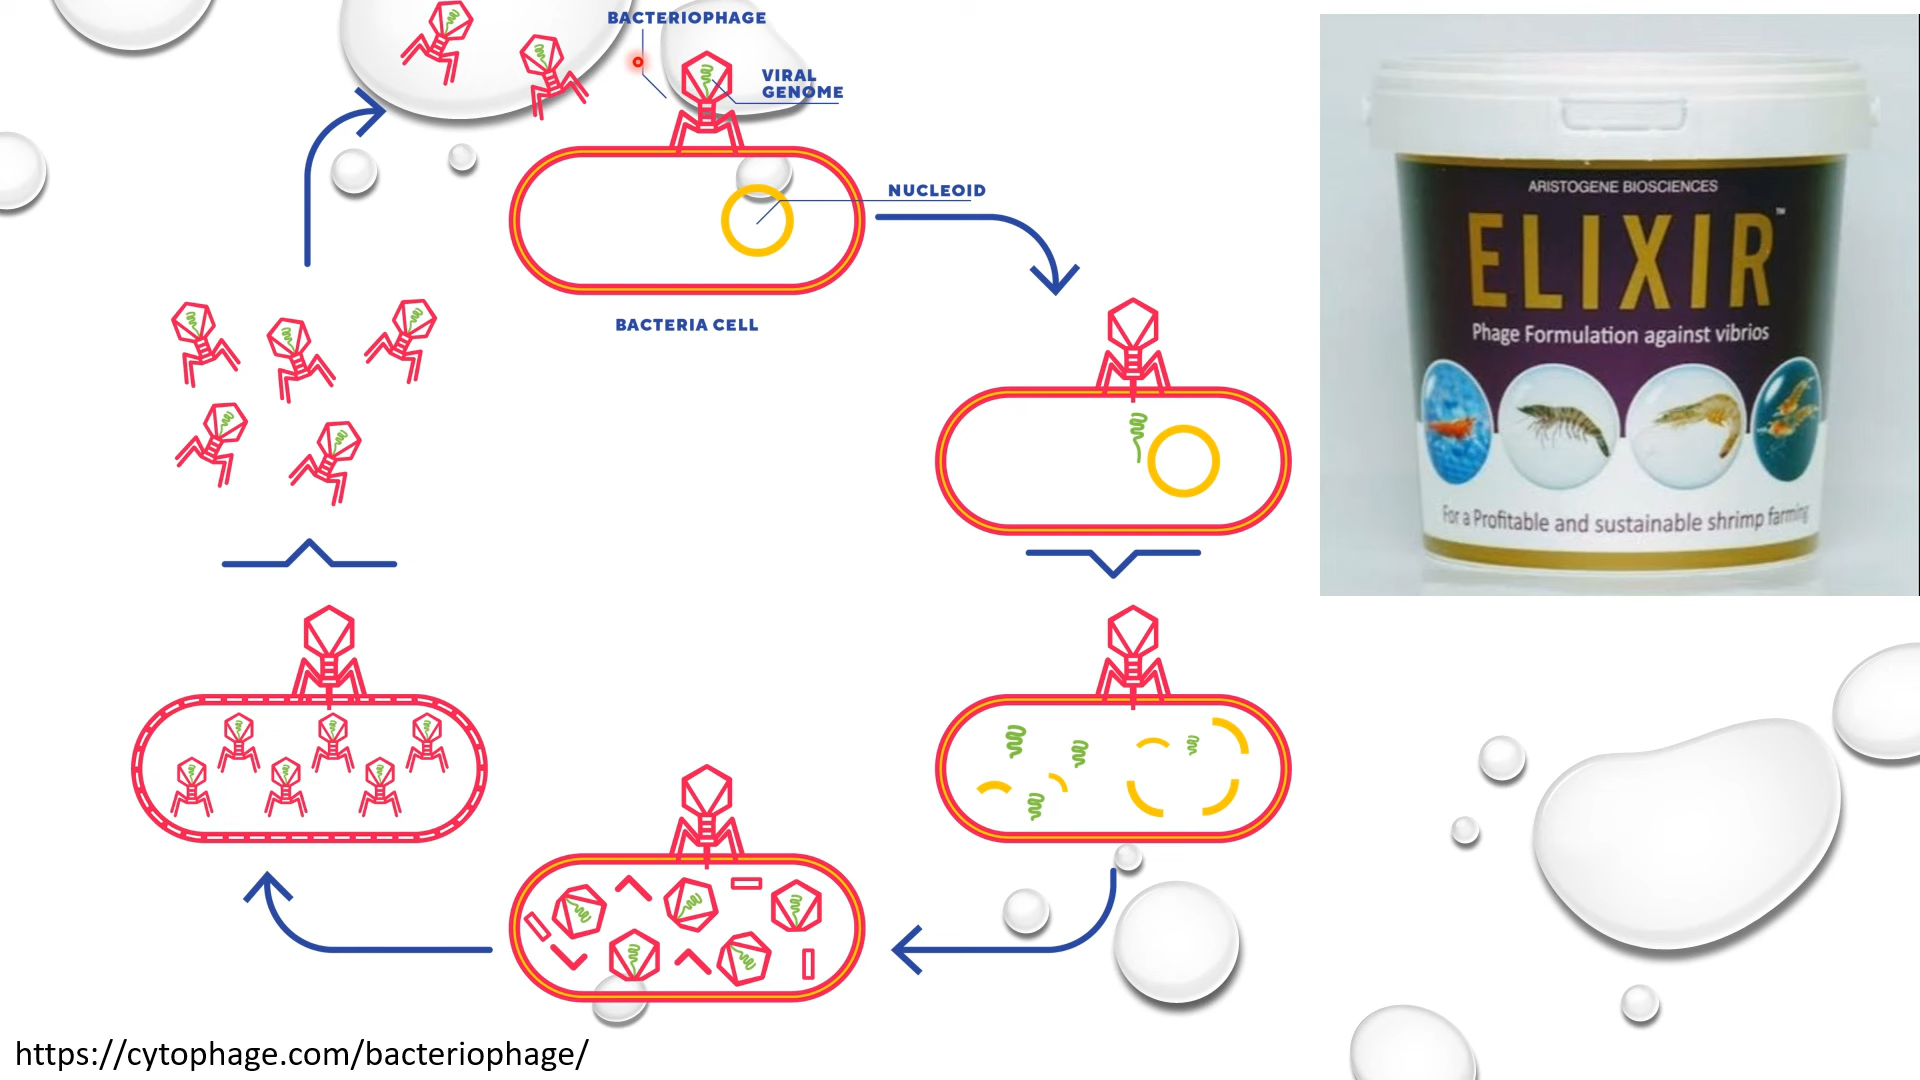 BACTERIOPHAGE
VIRAL
GENOME
NUCLEOID
BACTERIA CELL
ARISTOGENE BIOSCIENCES
ELIXIR™
Phage Formulation against vibrios
For a Profitable and sustainable shrimp farming
https://cytophage.com/bacteriophage/